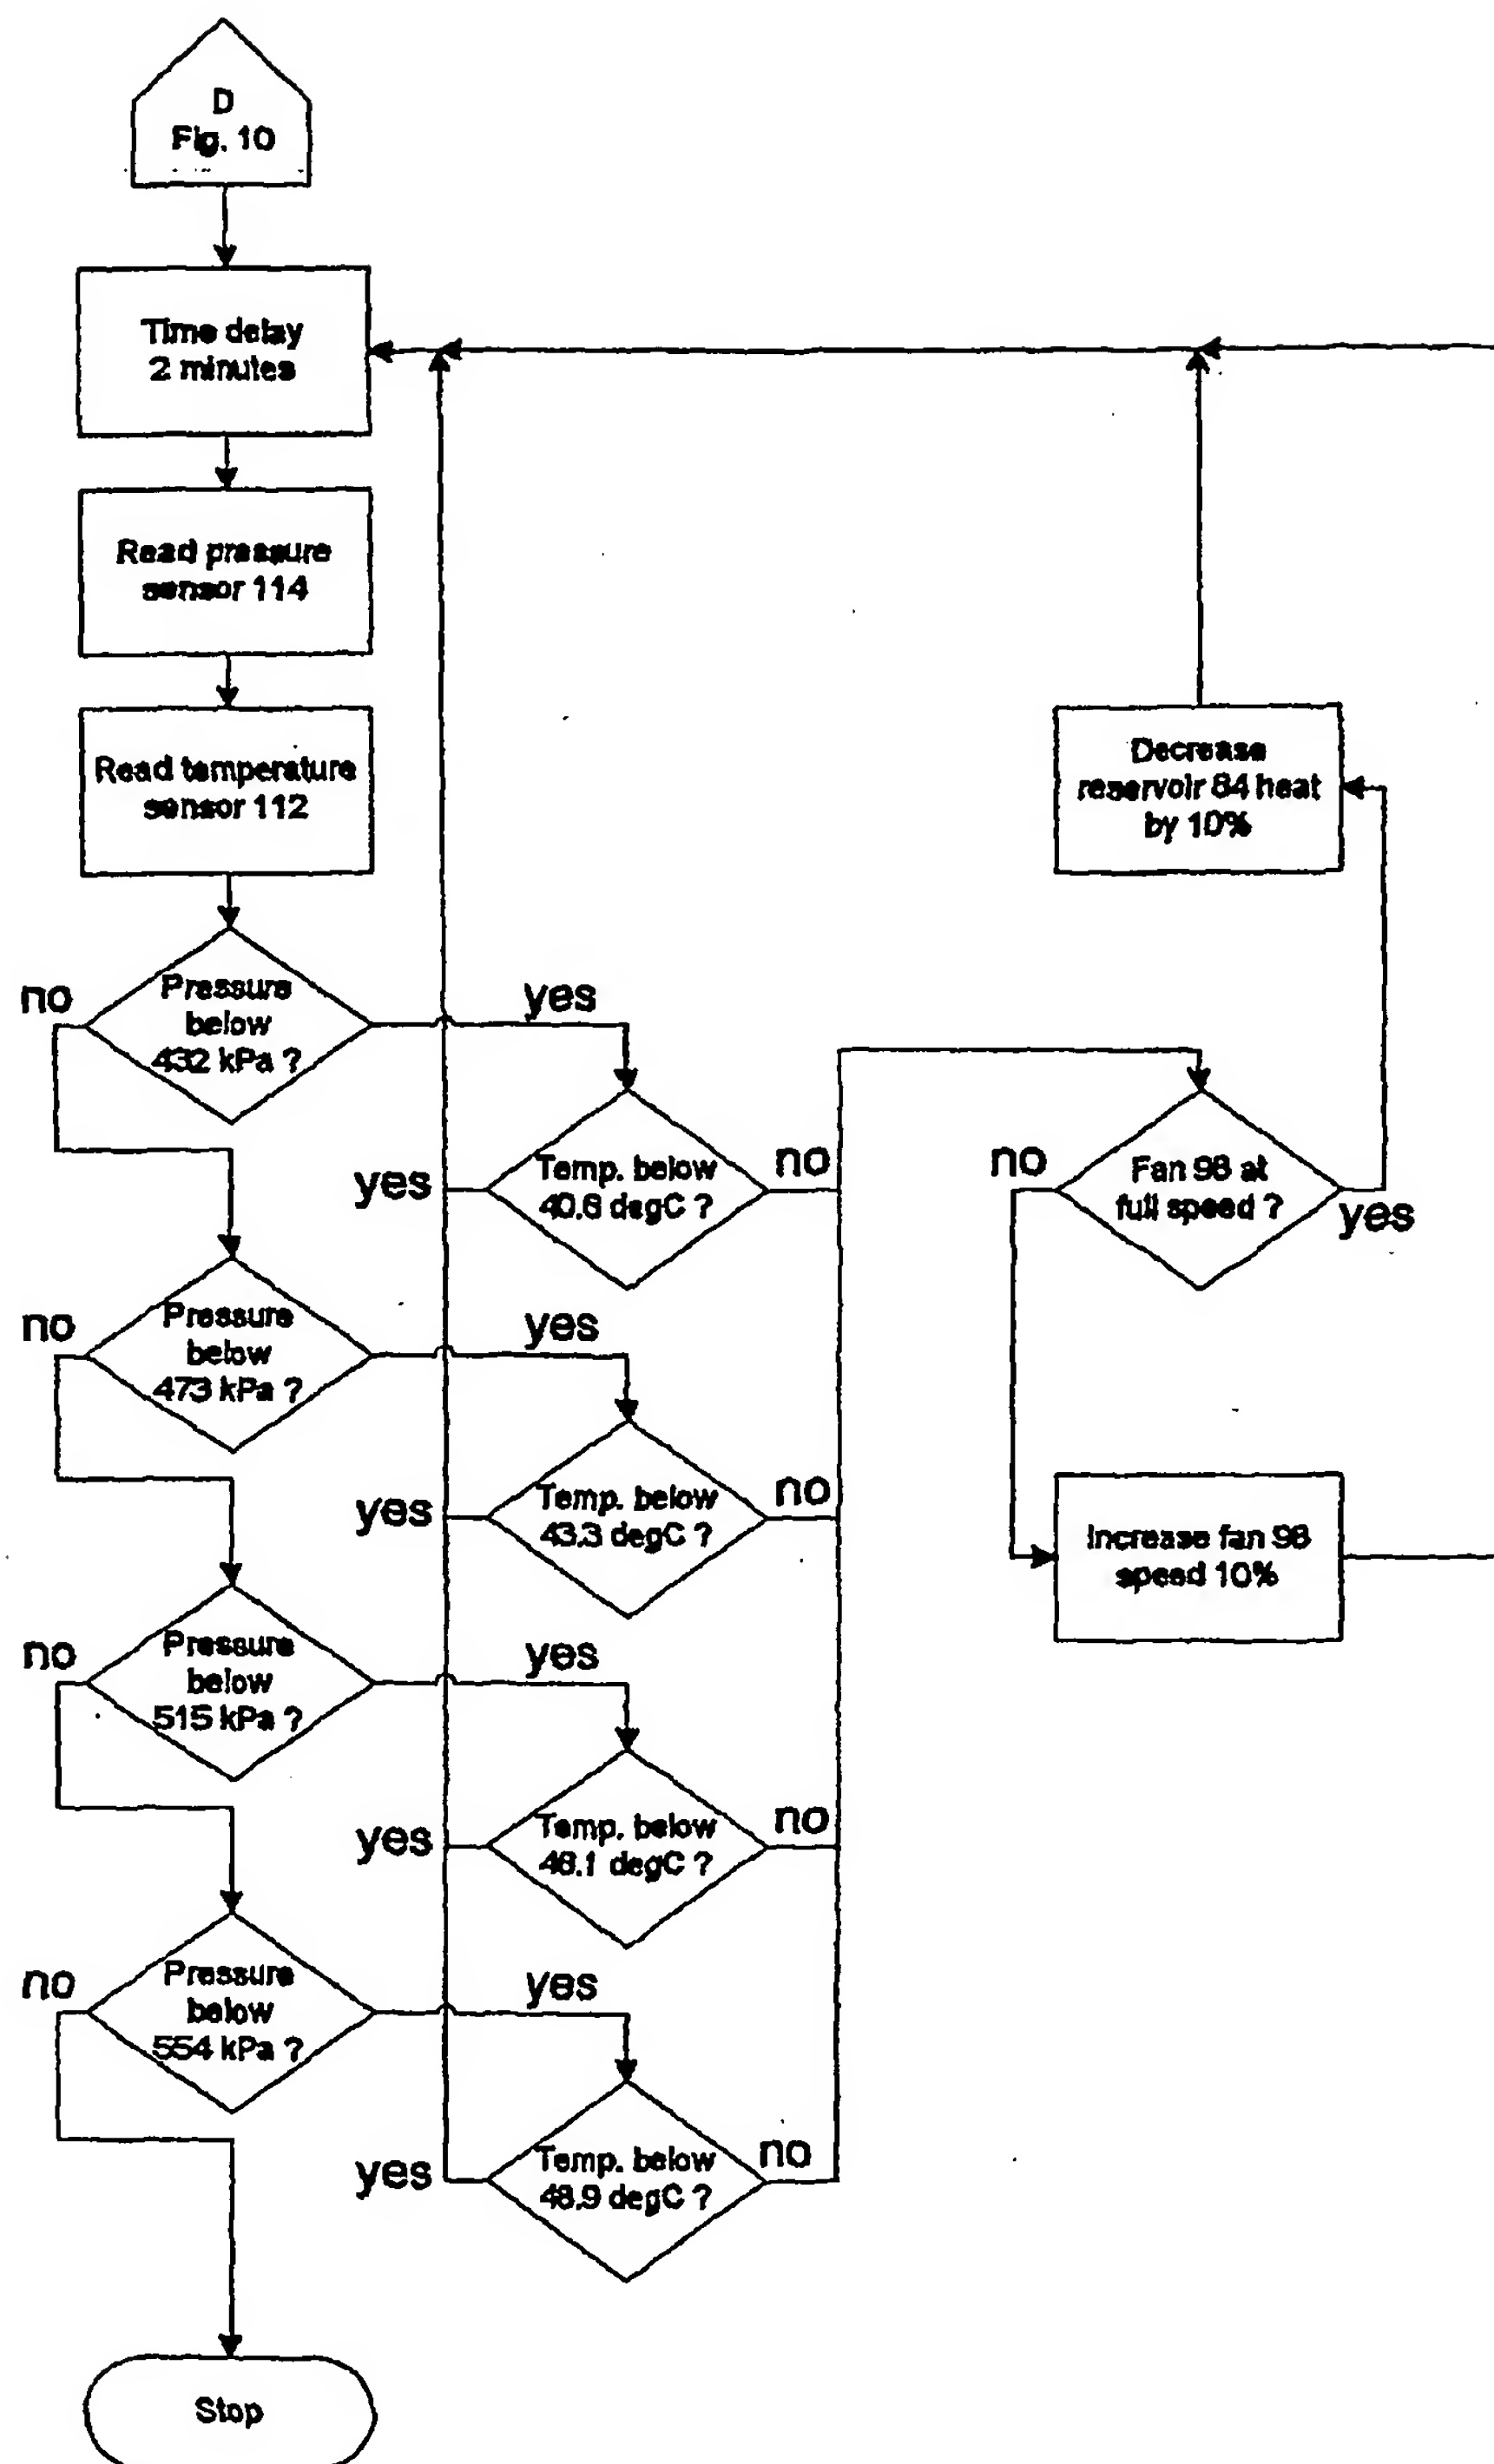 D
Fig. 10
Time delay
2 minutes
Read pressure
sensor 114
Read temperature
sensor 112
Decrease
reservoir 84 heat
by 10%
no
Pressure
below
432 kPa ?
yes
yes
Temp. below
40.6 degC ?
no
no
Fan 98 at
full speed ?
yes
no
Pressure
below
473 kPa ?
yes
yes
Temp. below
43.3 degC ?
no
Increase fan 98
speed 10%
no
Pressure
below
515 kPa ?
yes
yes
Temp. below
46.1 degC ?
no
no
Pressure
below
554 kPa ?
yes
yes
Temp. below
48.9 degC ?
no
Stop